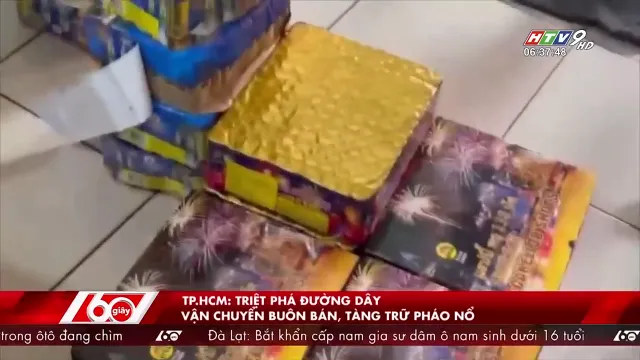 HTV9 HD
06:37:48
60 giây
TP.HCM: TRIỆT PHÁ ĐƯỜNG DÂY
VẬN CHUYỂN BUÔN BÁN, TÀNG TRỮ PHÁO NỔ
trong ôtô đang chìm
Đà Lạt: Bắt khẩn cấp nam gia sư dâm ô nam sinh dưới 16 tuổi